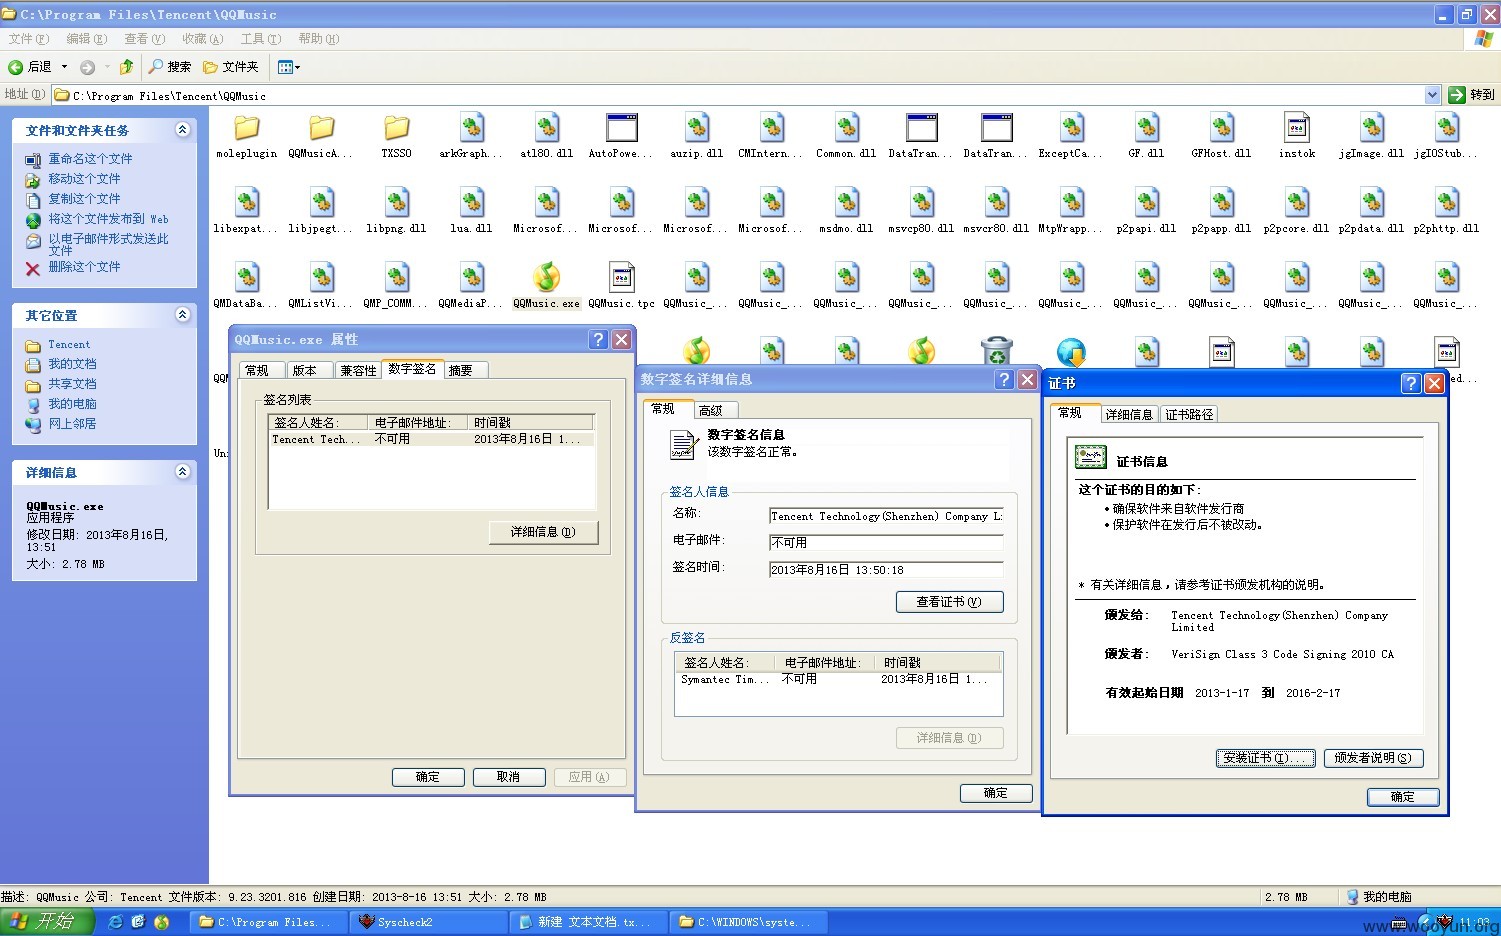 C:\Program Files\Tencent\QQMusic
文件(F) 编辑(E) 查看(V) 收藏(A) 工具(T) 帮助(H)
后退 搜索 文件夹
地址(D) C:\Program Files\Tencent\QQMusic 转到
文件和文件夹任务
重命名这个文件
移动这个文件
复制这个文件
将这个文件发布到 Web
以电子邮件形式发送此
文件
删除这个文件
其它位置
Tencent
我的文档
共享文档
我的电脑
网上邻居
详细信息
QQMusic.exe
应用程序
修改日期: 2013年8月16日,
13:51
大小: 2.78 MB
moleplugin QQMusicA... TXSSO arkGraph... atl80.dll AutoPowe... auzip.dll CMIntern... Common.dll DataTran... DataTran... ExceptCa... GF.dll GFHost.dll instok jgImage.dll jgIOStub...
libexpat... libjpegt... libpng.dll lua.dll Microsof... Microsof... Microsof... Microsof... msdmo.dll msvcp80.dll msvcr80.dll MtpWrapp... p2papi.dll p2papp.dll p2pcore.dll p2pdata.dll p2phttp.dll
QMDataBa... QMListVi... QMP_COMM... QQMediaP... QQMusic.exe QQMusic.tpc QQMusic_... QQMusic_... QQMusic_... QQMusic_... QQMusic_... QQMusic_... QQMusic_... QQMusic_... QQMusic_... QQMusic_... QQMusic_...
QQMusic.exe 属性
常规 版本 兼容性 数字签名 摘要
签名列表
签名人姓名: 电子邮件地址: 时间戳
Tencent Tech... 不可用 2013年8月16日 1...
详细信息(D)
确定 取消 应用(A)
数字签名详细信息
常规 高级
数字签名信息
该数字签名正常。
签名人信息
名称: Tencent Technology(Shenzhen) Company L
电子邮件: 不可用
签名时间: 2013年8月16日 13:50:18
查看证书(V)
反签名
签名人姓名: 电子邮件地址: 时间戳
Symantec Tim... 不可用 2013年8月16日 1...
详细信息(D)
确定
证书
常规 详细信息 证书路径
证书信息
这个证书的目的如下:
•确保软件来自软件发行商
•保护软件在发行后不被改动。
* 有关详细信息，请参考证书颁发机构的说明。
颁发给: Tencent Technology(Shenzhen) Company
Limited
颁发者: VeriSign Class 3 Code Signing 2010 CA
有效起始日期 2013-1-17 到 2016-2-17
安装证书(I)... 颁发者说明(S)
确定
描述: QQMusic 公司: Tencent 文件版本: 9.23.3201.816 创建日期: 2013-8-16 13:51 大小: 2.78 MB 2.78 MB 我的电脑
开始 C:\Program Files... Syscheck2 新建 文本文档.tx... C:\WINDOWS\syste... 11:03
www.wooyun.org